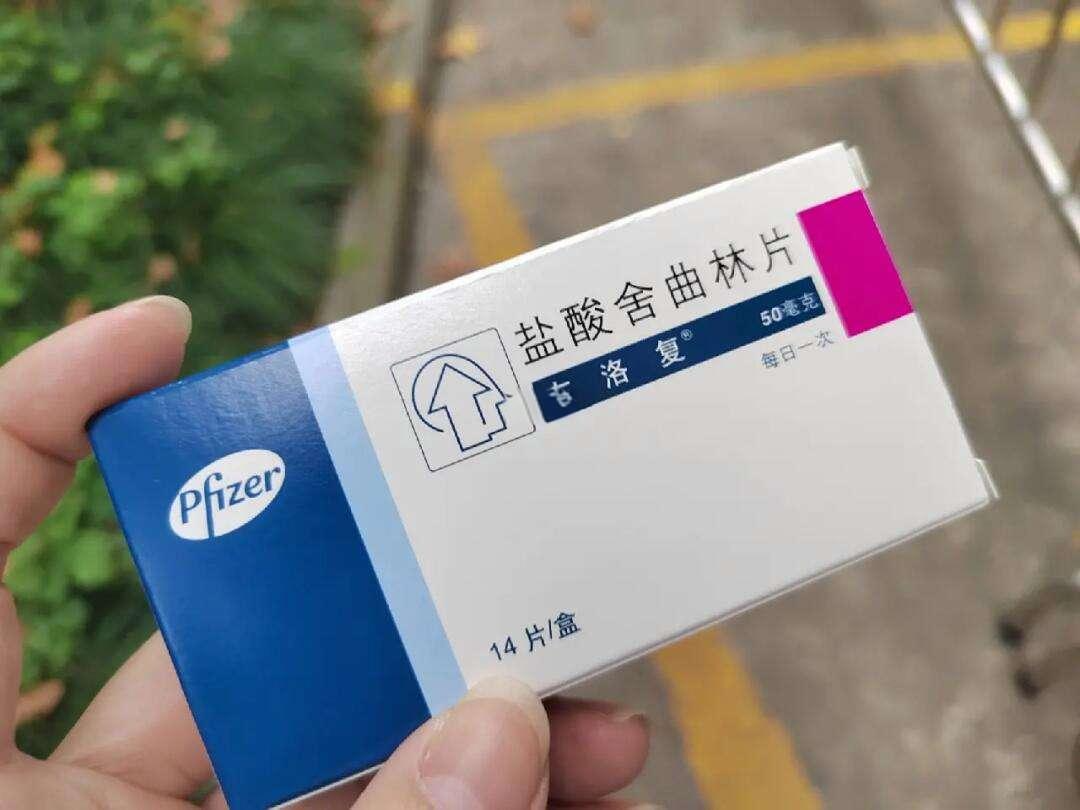 Pfizer
盐酸舍曲林片
洛复® 50毫克
每日一次
14片/盒